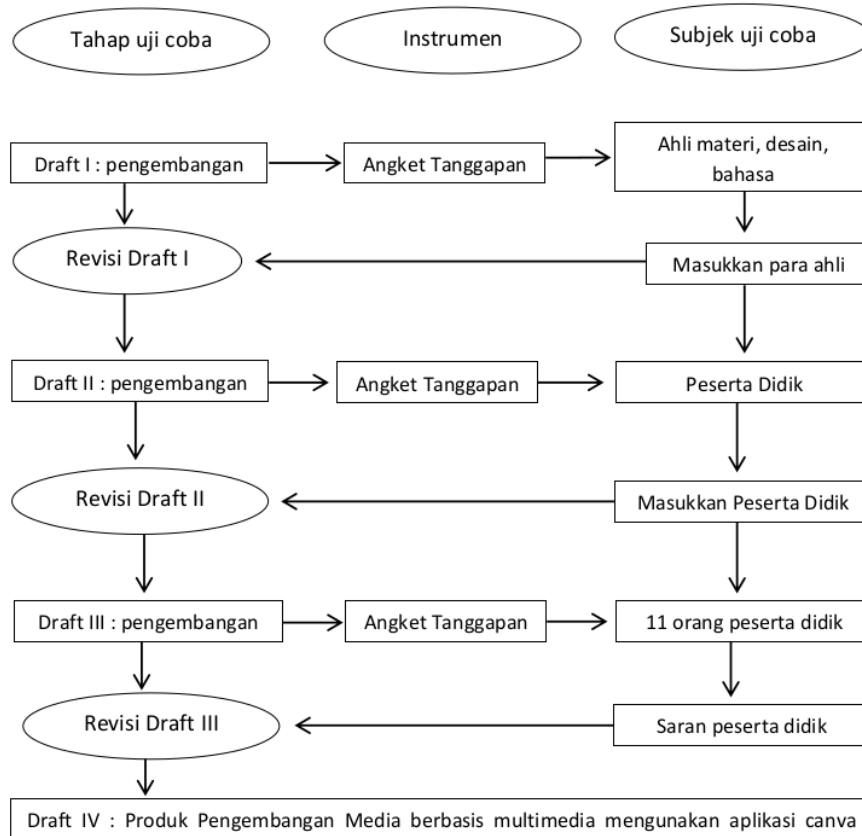 Tahap uji coba
Instrumen
Subjek uji coba
Draft I : pengembangan
Angket Tanggapan
Ahli materi, desain,
bahasa
Revisi Draft I
Masukkan para ahli
Draft II : pengembangan
Angket Tanggapan
Peserta Didik
Revisi Draft II
Masukkan Peserta Didik
Draft III : pengembangan
Angket Tanggapan
11 orang peserta didik
Revisi Draft III
Saran peserta didik
Draft IV : Produk Pengembangan Media berbasis multimedia mengunakan aplikasi canva